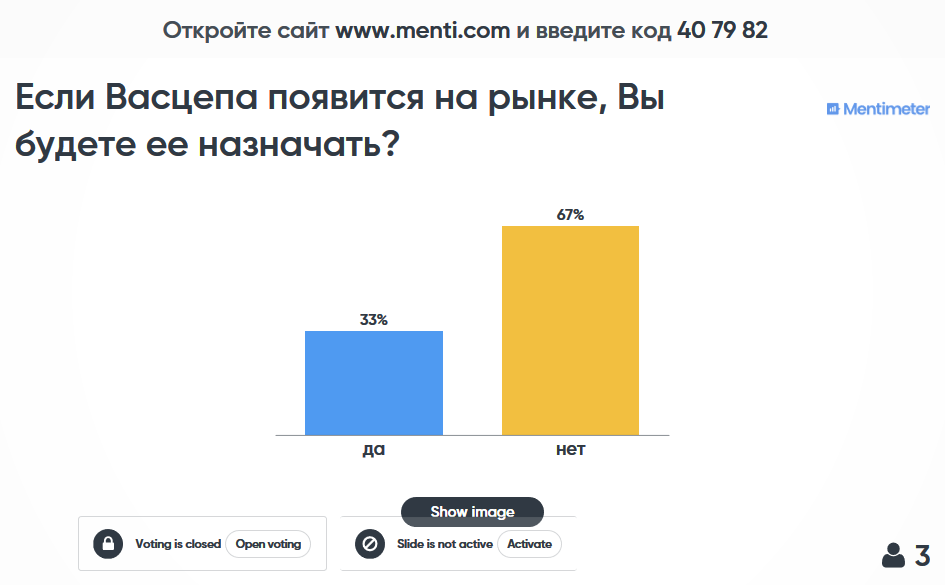 Откройте сайт www.menti.com и введите код 40 79 82
Если Васцепа появится на рынке, Вы
будете ее назначать?
Mentimeter
67%
33%
да
нет
Show image
Voting is closed
Open voting
Slide is not active
Activate
3